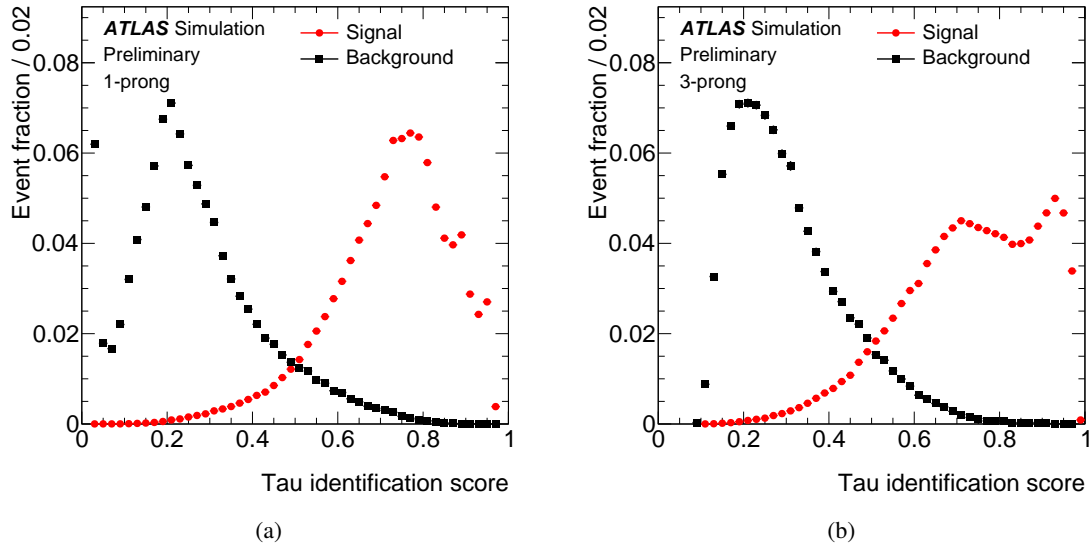 Event fraction / 0.02
0.08
0.06
0.04
0.02
0
ATLAS Simulation
Preliminary
1-prong
Signal
Background
0 0.2 0.4 0.6 0.8 1
Tau identification score
(a)
Event fraction / 0.02
0.08
0.06
0.04
0.02
0
ATLAS Simulation
Preliminary
3-prong
Signal
Background
0 0.2 0.4 0.6 0.8 1
Tau identification score
(b)